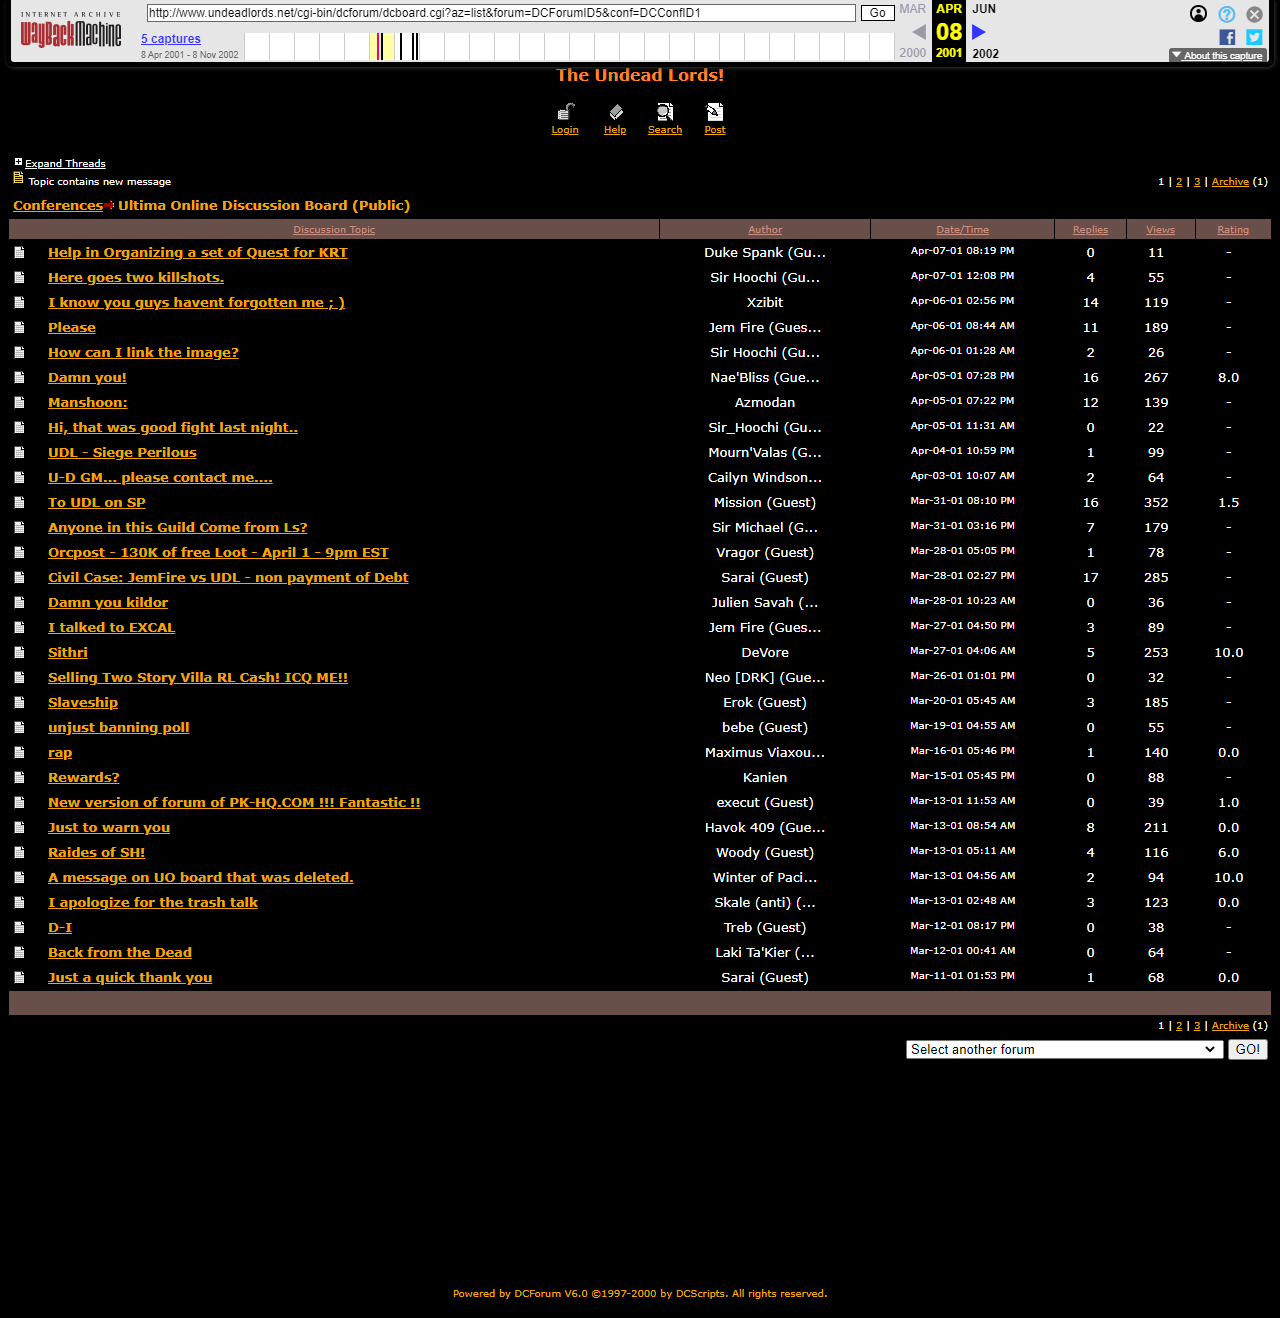 INTERNET ARCHIVE
WayBackMachine
http://www.undeadlords.net/cgi-bin/dcforum/dcboard.cgi?az=list&forum=DCForumID5&conf=DCConfID1
Go
MAR APR JUN
08
2000 2001 2002
5 captures
8 Apr 2001 - 8 Nov 2002
About this capture
The Undead Lords!
Login Help Search Post
Expand Threads
Topic contains new message
1 | 2 | 3 | Archive (1)
Conferences Ultima Online Discussion Board (Public)
Discussion Topic Author Date/Time Replies Views Rating
Help in Organizing a set of Quest for KRT Duke Spank (Gu... Apr-07-01 08:19 PM 0 11 -
Here goes two killshots. Sir Hoochi (Gu... Apr-07-01 12:08 PM 4 55 -
I know you guys havent forgotten me ; ) Xzibit Apr-06-01 02:56 PM 14 119 -
Please Jem Fire (Gues... Apr-06-01 08:44 AM 11 189 -
How can I link the image? Sir Hoochi (Gu... Apr-06-01 01:28 AM 2 26 -
Damn you! Nae'Bliss (Gue... Apr-05-01 07:28 PM 16 267 8.0
Manshoon: Azmodan Apr-05-01 07:22 PM 12 139 -
Hi, that was good fight last night.. Sir_Hoochi (Gu... Apr-05-01 11:31 AM 0 22 -
UDL - Siege Perilous Mourn'Valas (G... Apr-04-01 10:59 PM 1 99 -
U-D GM... please contact me.... Cailyn Windson... Apr-03-01 10:07 AM 2 64 -
To UDL on SP Mission (Guest) Mar-31-01 08:10 PM 16 352 1.5
Anyone in this Guild Come from Ls? Sir Michael (G... Mar-31-01 03:16 PM 7 179 -
Orcpost - 130K of free Loot - April 1 - 9pm EST Vragor (Guest) Mar-28-01 05:05 PM 1 78 -
Civil Case: JemFire vs UDL - non payment of Debt Sarai (Guest) Mar-28-01 02:27 PM 17 285 -
Damn you kildor Julien Savah (... Mar-28-01 10:23 AM 0 36 -
I talked to EXCAL Jem Fire (Gues... Mar-27-01 04:50 PM 3 89 -
Sithri DeVore Mar-27-01 04:06 AM 5 253 10.0
Selling Two Story Villa RL Cash! ICQ ME!! Neo [DRK] (Gue... Mar-26-01 01:01 PM 0 32 -
Slaveship Erok (Guest) Mar-20-01 05:45 AM 3 185 -
unjust banning poll bebe (Guest) Mar-19-01 04:55 AM 0 55 -
rap Maximus Viaxou... Mar-16-01 05:46 PM 1 140 0.0
Rewards? Kanien Mar-15-01 05:45 PM 0 88 -
New version of forum of PK-HQ.COM !!! Fantastic !! execut (Guest) Mar-13-01 11:53 AM 0 39 1.0
Just to warn you Havok 409 (Gue... Mar-13-01 08:54 AM 8 211 0.0
Raides of SH! Woody (Guest) Mar-13-01 05:11 AM 4 116 6.0
A message on UO board that was deleted. Winter of Paci... Mar-13-01 04:56 AM 2 94 10.0
I apologize for the trash talk Skale (anti) (... Mar-13-01 02:48 AM 3 123 0.0
D-I Treb (Guest) Mar-12-01 08:17 PM 0 38 -
Back from the Dead Laki Ta'Kier (... Mar-12-01 00:41 AM 0 64 -
Just a quick thank you Sarai (Guest) Mar-11-01 01:53 PM 1 68 0.0
1 | 2 | 3 | Archive (1)
Select another forum GO!
Powered by DCForum V6.0 ©1997-2000 by DCScripts. All rights reserved.